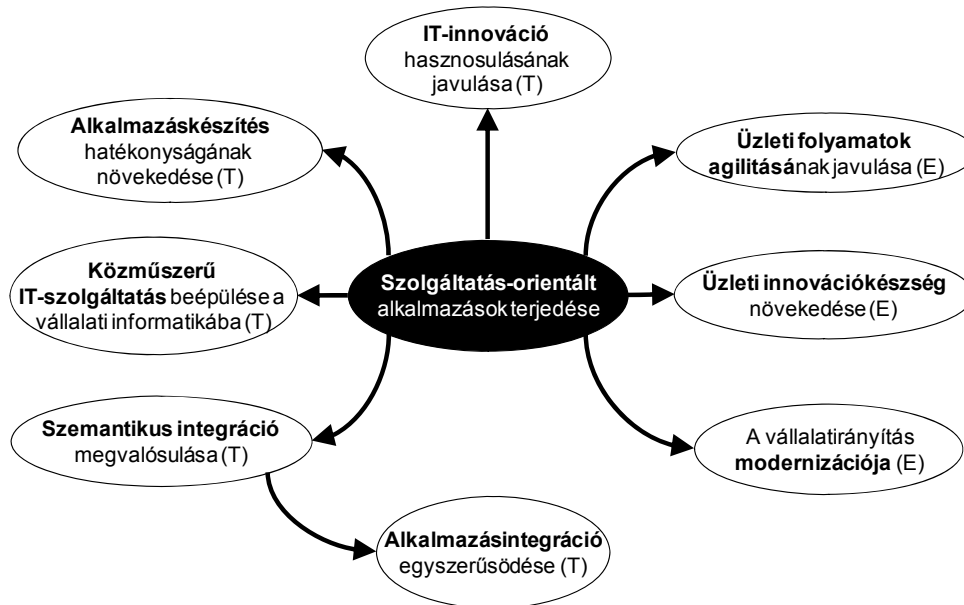 IT-innováció
hasznosulásának
javulása (T)
Alkalmazáskészítés
hatékonyságának
növekedése (T)
Üzleti folyamatok
agilitásának javulása (E)
Közműszerű
IT-szolgáltatás beépülése a
vállalati informatikába (T)
Szolgáltatás-orientált
alkalmazások terjedése
Üzleti innovációkészség
növekedése (E)
Szemantikus integráció
megvalósulása (T)
A vállalatirányítás
modernizációja (E)
Alkalmazásintegráció
egyszerűsödése (T)